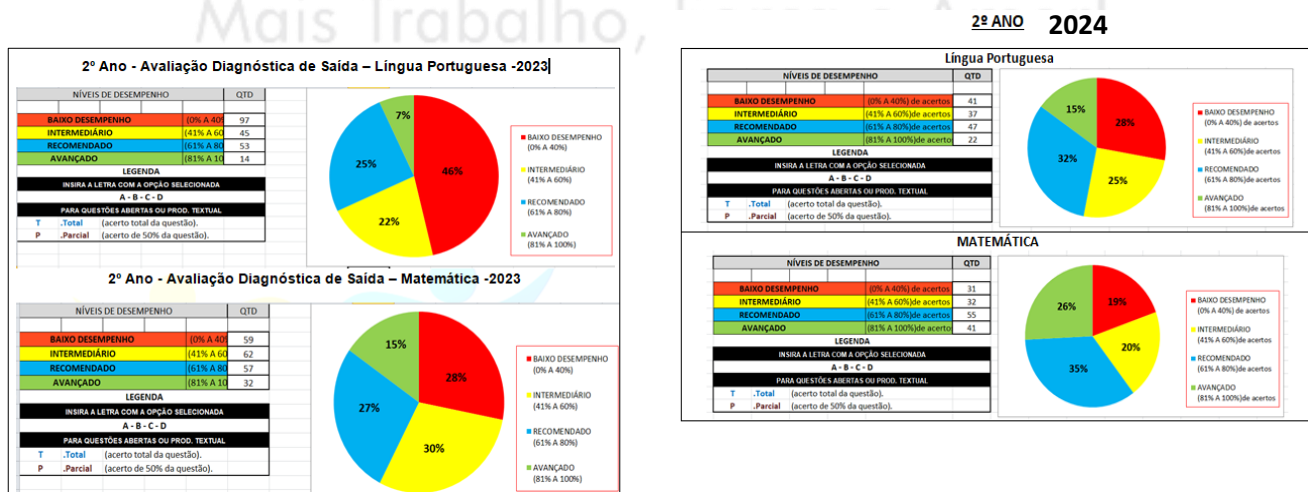 Mais Trabalho,
2º Ano - Avaliação Diagnóstica de Saída – Língua Portuguesa -2023
NÍVEIS DE DESEMPENHO QTD
BAIXO DESEMPENHO (0% A 40% 97
INTERMEDIÁRIO (41% A 60 45
RECOMENDADO (61% A 80 53
AVANÇADO (81% A 10 14
LEGENDA
INSIRA A LETRA COM A OPÇÃO SELECIONADA
A - B - C - D
PARA QUESTÕES ABERTAS OU PROD. TEXTUAL
T .Total (acerto total da questão).
P .Parcial (acerto de 50% da questão).
7%
25%
46%
22%
BAIXO DESEMPENHO
(0% A 40%)
INTERMEDIÁRIO
(41% A 60%)
RECOMENDADO
(61% A 80%)
AVANÇADO
(81% A 100%)
2º Ano - Avaliação Diagnóstica de Saída – Matemática -2023
NÍVEIS DE DESEMPENHO QTD
BAIXO DESEMPENHO (0% A 40% 59
INTERMEDIÁRIO (41% A 60 62
RECOMENDADO (61% A 80 57
AVANÇADO (81% A 10 32
LEGENDA
INSIRA A LETRA COM A OPÇÃO SELECIONADA
A - B - C - D
PARA QUESTÕES ABERTAS OU PROD. TEXTUAL
T .Total (acerto total da questão).
P .Parcial (acerto de 50% da questão).
15%
28%
27%
30%
BAIXO DESEMPENHO
(0% A 40%)
INTERMEDIÁRIO
(41% A 60%)
RECOMENDADO
(61% A 80%)
AVANÇADO
(81% A 100%)
2º ANO 2024
Língua Portuguesa
NÍVEIS DE DESEMPENHO QTD
BAIXO DESEMPENHO (0% A 40%) de acertos 41
INTERMEDIÁRIO (41% A 60%)de acertos 37
RECOMENDADO (61% A 80%)de acertos 47
AVANÇADO (81% A 100%)de acerto 22
LEGENDA
INSIRA A LETRA COM A OPÇÃO SELECIONADA
A - B - C - D
PARA QUESTÕES ABERTAS OU PROD. TEXTUAL
T .Total (acerto total da questão).
P .Parcial (acerto de 50% da questão).
15%
28%
32%
25%
BAIXO DESEMPENHO
(0% A 40%) de acertos
INTERMEDIÁRIO
(41% A 60%)de acertos
RECOMENDADO
(61% A 80%)de acertos
AVANÇADO
(81% A 100%)de acertos
MATEMÁTICA
NÍVEIS DE DESEMPENHO QTD
BAIXO DESEMPENHO (0% A 40%) de acertos 31
INTERMEDIÁRIO (41% A 60%)de acertos 32
RECOMENDADO (61% A 80%)de acertos 55
AVANÇADO (81% A 100%)de acerto 41
LEGENDA
INSIRA A LETRA COM A OPÇÃO SELECIONADA
A - B - C - D
PARA QUESTÕES ABERTAS OU PROD. TEXTUAL
T .Total (acerto total da questão).
P .Parcial (acerto de 50% da questão).
26%
19%
20%
35%
BAIXO DESEMPENHO
(0% A 40%) de acertos
INTERMEDIÁRIO
(41% A 60%)de acertos
RECOMENDADO
(61% A 80%)de acertos
AVANÇADO
(81% A 100%)de acertos